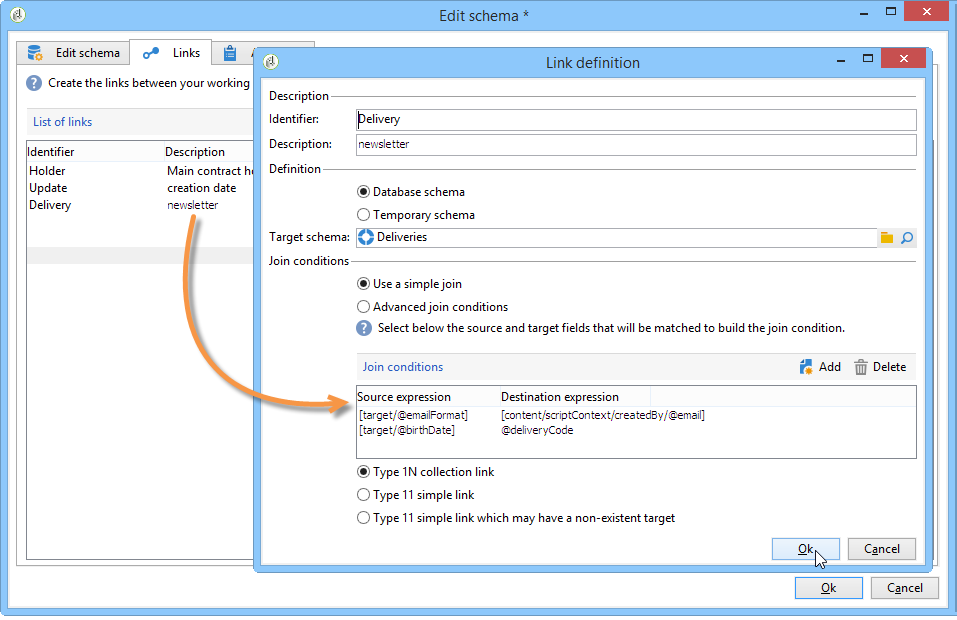 Edit schema *
Edit schema
Links
Create the links between your working
List of links
Identifier Description
Holder Main contract h
Update creation date
Delivery newsletter
Link definition
Description
Identifier: Delivery
Description: newsletter
Definition
Database schema
Temporary schema
Target schema: Deliveries
Join conditions
Use a simple join
Advanced join conditions
Select below the source and target fields that will be matched to build the join condition.
Join conditions Add Delete
Source expression Destination expression
[target/@emailFormat] [content/scriptContext/createdBy/@email]
[target/@birthDate] @deliveryCode
Type 1N collection link
Type 11 simple link
Type 11 simple link which may have a non-existent target
Ok Cancel
Ok Cancel